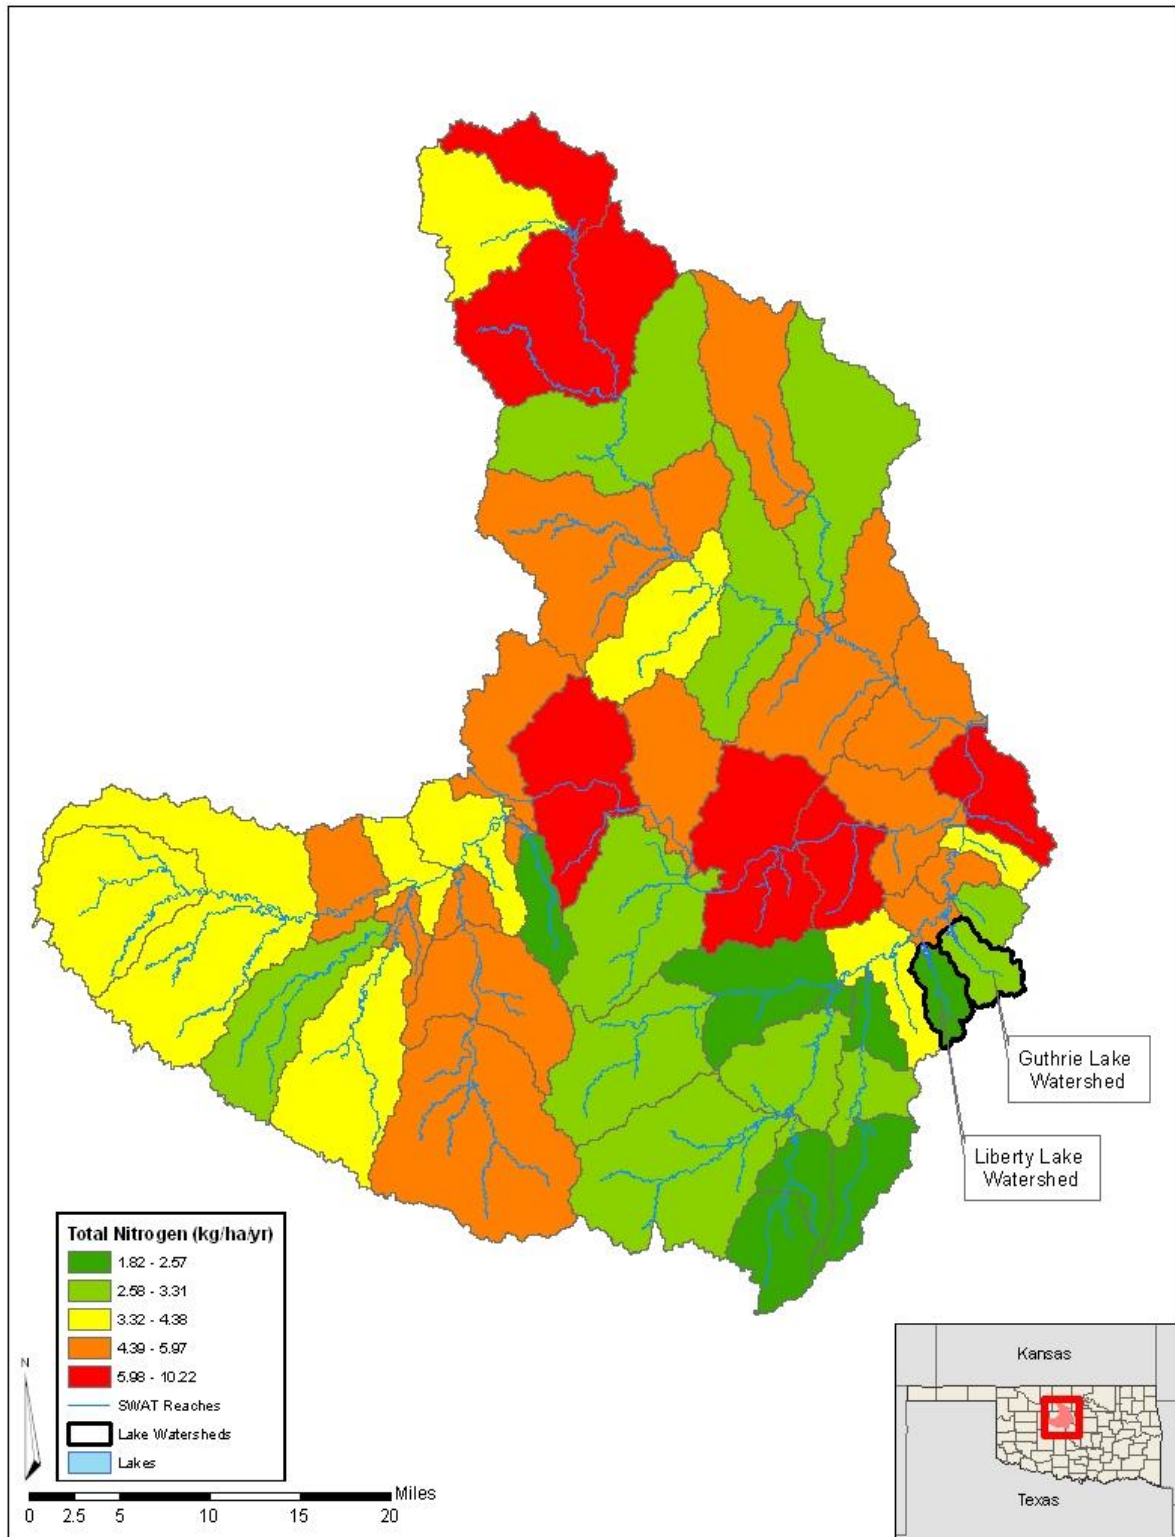 Guthrie Lake
Watershed
Liberty Lake
Watershed
Total Nitrogen (kg/ha/yr)
1.82 - 2.57
2.58 - 3.31
3.32 - 4.38
4.39 - 5.97
5.98 - 10.22
SWAT Reaches
Lake Watersheds
Lakes
N
Miles
0 2.5 5 10 15 20
Kansas
Texas